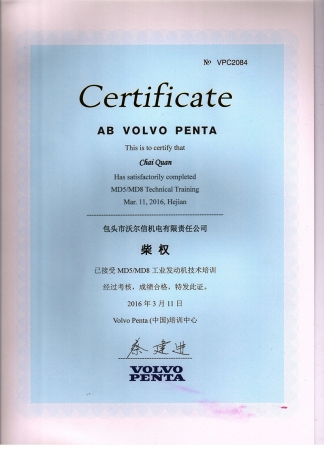 № VPC2084
Certificate
AB VOLVO PENTA
This is to certify that
Chai Quan
Has satisfactorily completed
MD5/MD8 Technical Training
Mar. 11, 2016, Hejian
包头市沃尔信机电有限责任公司
柴 权
已接受 MD5/MD8 工业发动机技术培训
经过考核、成绩合格、特发此证。
2016 年 3 月 11 日
Volvo Penta (中国)培训中心
蔡建进
VOLVO
PENTA